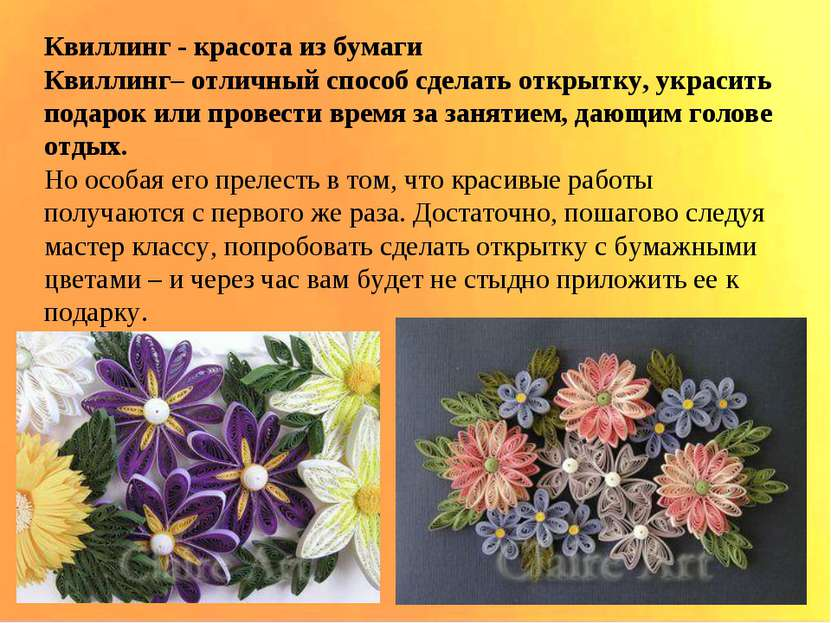 Квиллинг - красота из бумаги
Квиллинг– отличный способ сделать открытку, украсить
подарок или провести время за занятием, дающим голове
отдых.
Но особая его прелесть в том, что красивые работы
получаются с первого же раза. Достаточно, пошагово следуя
мастер классу, попробовать сделать открытку с бумажными
цветами – и через час вам будет не стыдно приложить ее к
подарку.
Claire Art
Claire Art